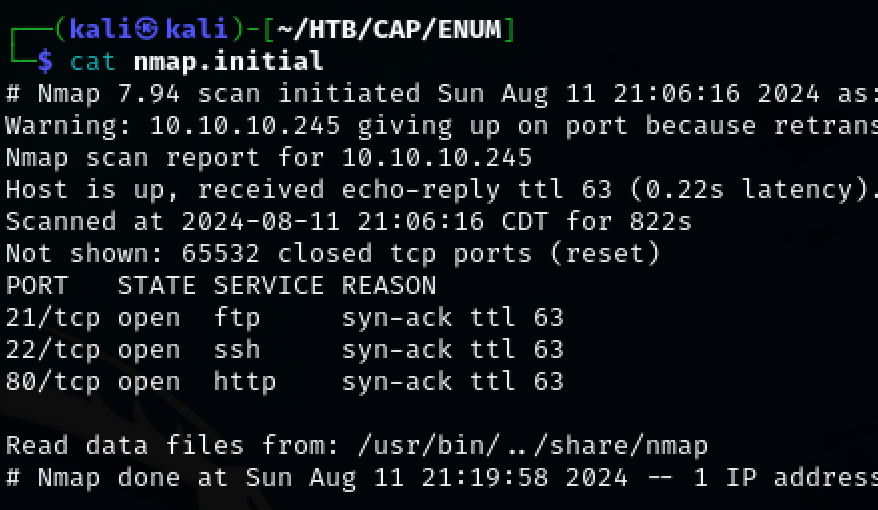 ┌──(kali㉿kali)-[~/HTB/CAP/ENUM]
└─$ cat nmap.initial
# Nmap 7.94 scan initiated Sun Aug 11 21:06:16 2024 as:
Warning: 10.10.10.245 giving up on port because retrans
Nmap scan report for 10.10.10.245
Host is up, received echo-reply ttl 63 (0.22s latency).
Scanned at 2024-08-11 21:06:16 CDT for 822s
Not shown: 65532 closed tcp ports (reset)
PORT   STATE SERVICE REASON
21/tcp open  ftp     syn-ack ttl 63
22/tcp open  ssh     syn-ack ttl 63
80/tcp open  http    syn-ack ttl 63
Read data files from: /usr/bin/../share/nmap
# Nmap done at Sun Aug 11 21:19:58 2024 -- 1 IP address